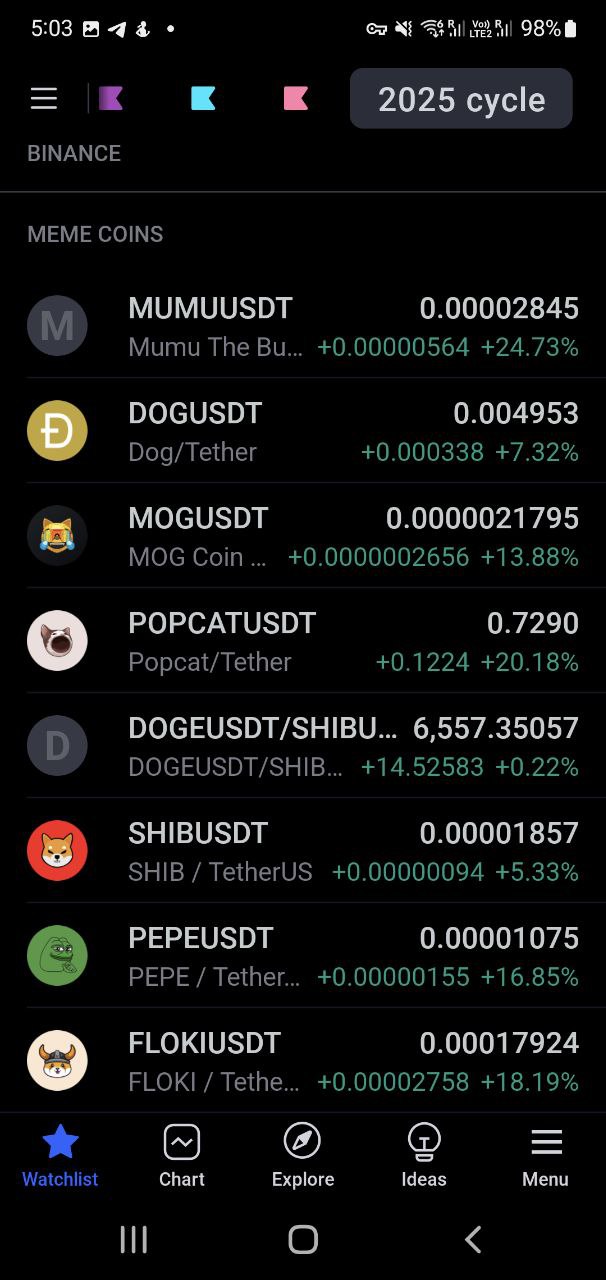 5:03 98%
VoD) LTE2
2025 cycle
BINANCE
MEME COINS
M MUMUUSDT 0.00002845
Mumu The Bu... +0.00000564 +24.73%
DOGUSDT 0.004953
Dog/Tether +0.000338 +7.32%
MOGUSDT 0.0000021795
MOG Coin ... +0.0000002656 +13.88%
POPCATUSDT 0.7290
Popcat/Tether +0.1224 +20.18%
D DOGEUSDT/SHIBU... 6,557.35057
DOGEUSDT/SHIB... +14.52583 +0.22%
SHIBUSDT 0.00001857
SHIB / TetherUS +0.00000094 +5.33%
PEPEUSDT 0.00001075
PEPE / Tether... +0.00000155 +16.85%
FLOKIUSDT 0.00017924
FLOKI / Tethe... +0.00002758 +18.19%
Watchlist Chart Explore Ideas Menu